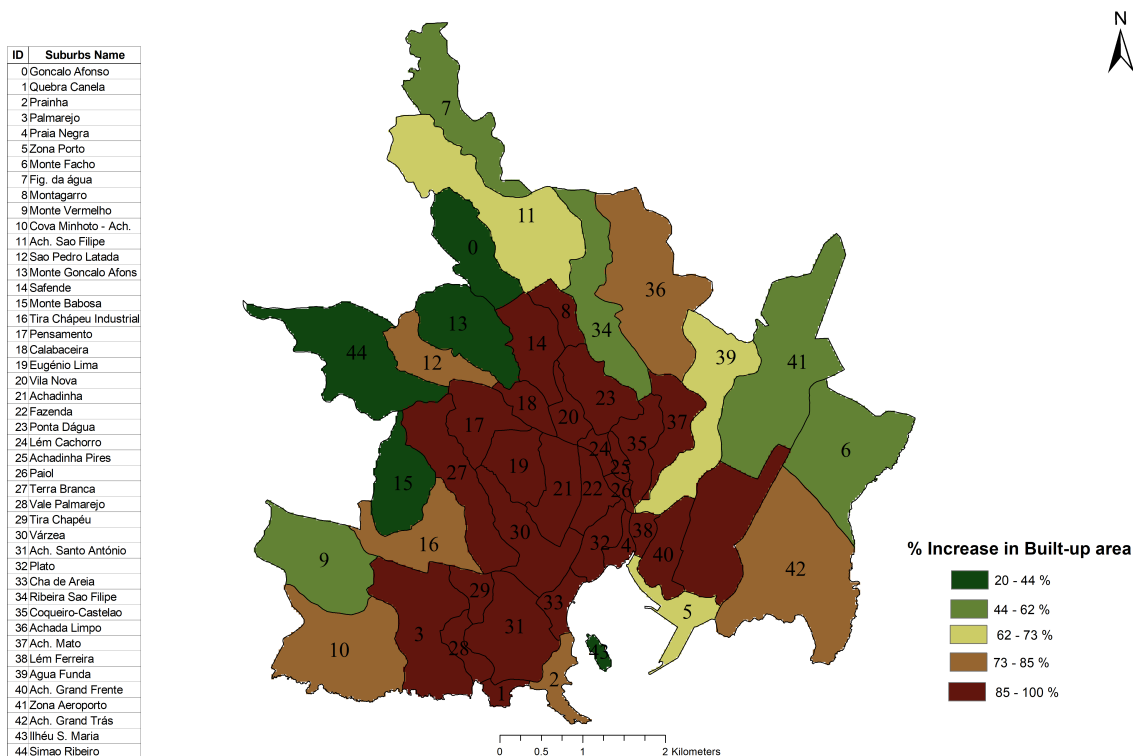 N
ID Suburbs Name
0 Goncalo Afonso
1 Quebra Canela
2 Prainha
3 Palmarejo
4 Praia Negra
5 Zona Porto
6 Monte Facho
7 Fig. da água
8 Montagarro
9 Monte Vermelho
10 Cova Minhoto - Ach.
11 Ach. Sao Filipe
12 Sao Pedro Latada
13 Monte Goncalo Afons
14 Safende
15 Monte Babosa
16 Tira Chápeu Industrial
17 Pensamento
18 Calabaceira
19 Eugénio Lima
20 Vila Nova
21 Achadinha
22 Fazenda
23 Ponta Dágua
24 Lém Cachorro
25 Achadinha Pires
26 Paiol
27 Terra Branca
28 Vale Palmarejo
29 Tira Chapéu
30 Várzea
31 Ach. Santo António
32 Plato
33 Cha de Areia
34 Ribeira Sao Filipe
35 Coqueiro-Castelao
36 Achada Limpo
37 Ach. Mato
38 Lém Ferreira
39 Agua Funda
40 Ach. Grand Frente
41 Zona Aeroporto
42 Ach. Grand Trás
43 Ilhéu S. Maria
44 Simao Ribeiro
7
11
0
36
8
13
34
14
44
12
39
41
18
23
20
17
37
35
24
6
19
25
27
15
21
22
26
30
38
32
4
16
40
9
42
29
33
5
31
3
28
10
43
2
1
% Increase in Built-up area
20 - 44 %
44 - 62 %
62 - 73 %
73 - 85 %
85 - 100 %
0 0.5 1 2 Kilometers